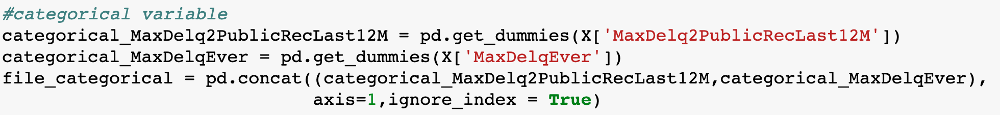 #categorical variable
categorical_MaxDelq2PublicRecLast12M = pd.get_dummies(X['MaxDelq2PublicRecLast12M'])
categorical_MaxDelqEver = pd.get_dummies(X['MaxDelqEver'])
file_categorical = pd.concat((categorical_MaxDelq2PublicRecLast12M,categorical_MaxDelqEver),
                             axis=1,ignore_index = True)